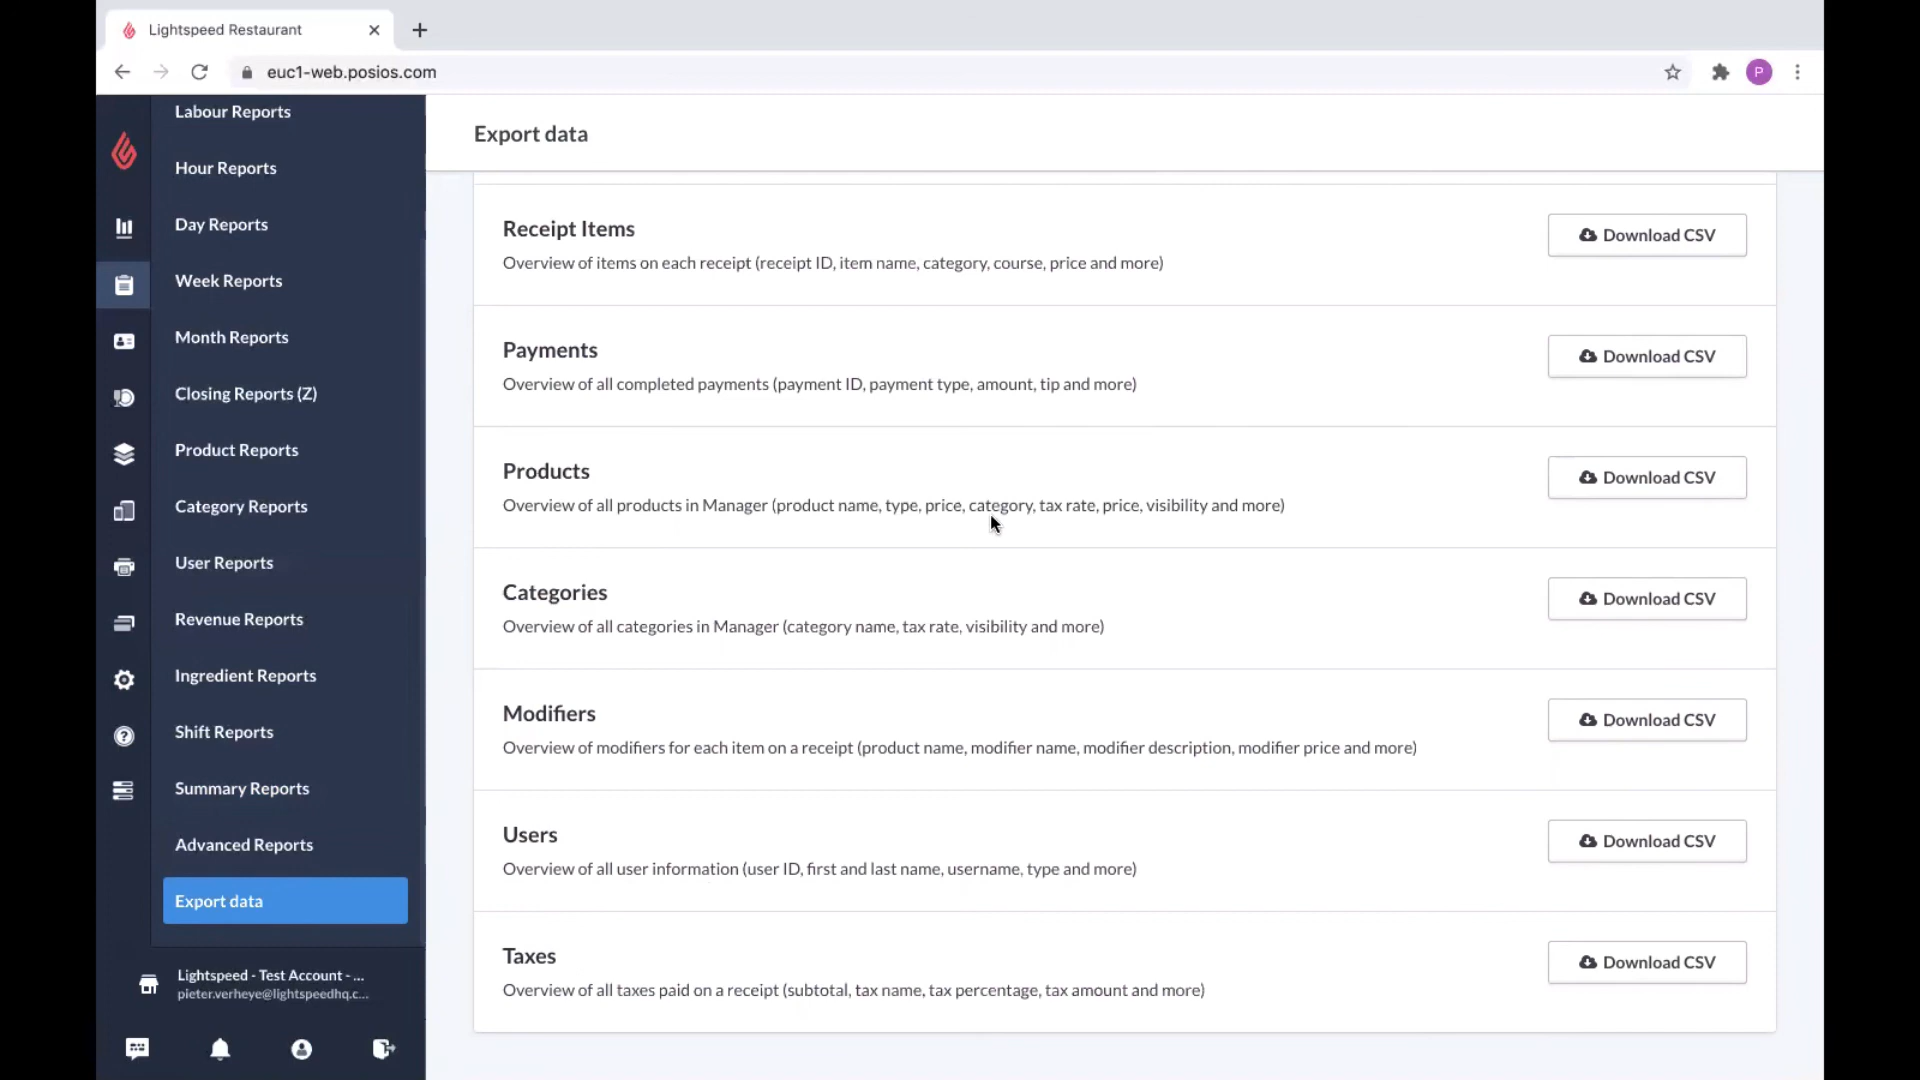 Lightspeed Restaurant
euc1-web.posios.com
P
Labour Reports
Hour Reports
Day Reports
Week Reports
Month Reports
Closing Reports (Z)
Product Reports
Category Reports
User Reports
Revenue Reports
Ingredient Reports
Shift Reports
Summary Reports
Advanced Reports
Export data
Lightspeed - Test Account - ...
pieter.verheye@lightspeedhq.c...
Export data
Receipt Items
Overview of items on each receipt (receipt ID, item name, category, course, price and more)
Download CSV
Payments
Overview of all completed payments (payment ID, payment type, amount, tip and more)
Download CSV
Products
Overview of all products in Manager (product name, type, price, category, tax rate, price, visibility and more)
Download CSV
Categories
Overview of all categories in Manager (category name, tax rate, visibility and more)
Download CSV
Modifiers
Overview of modifiers for each item on a receipt (product name, modifier name, modifier description, modifier price and more)
Download CSV
Users
Overview of all user information (user ID, first and last name, username, type and more)
Download CSV
Taxes
Overview of all taxes paid on a receipt (subtotal, tax name, tax percentage, tax amount and more)
Download CSV